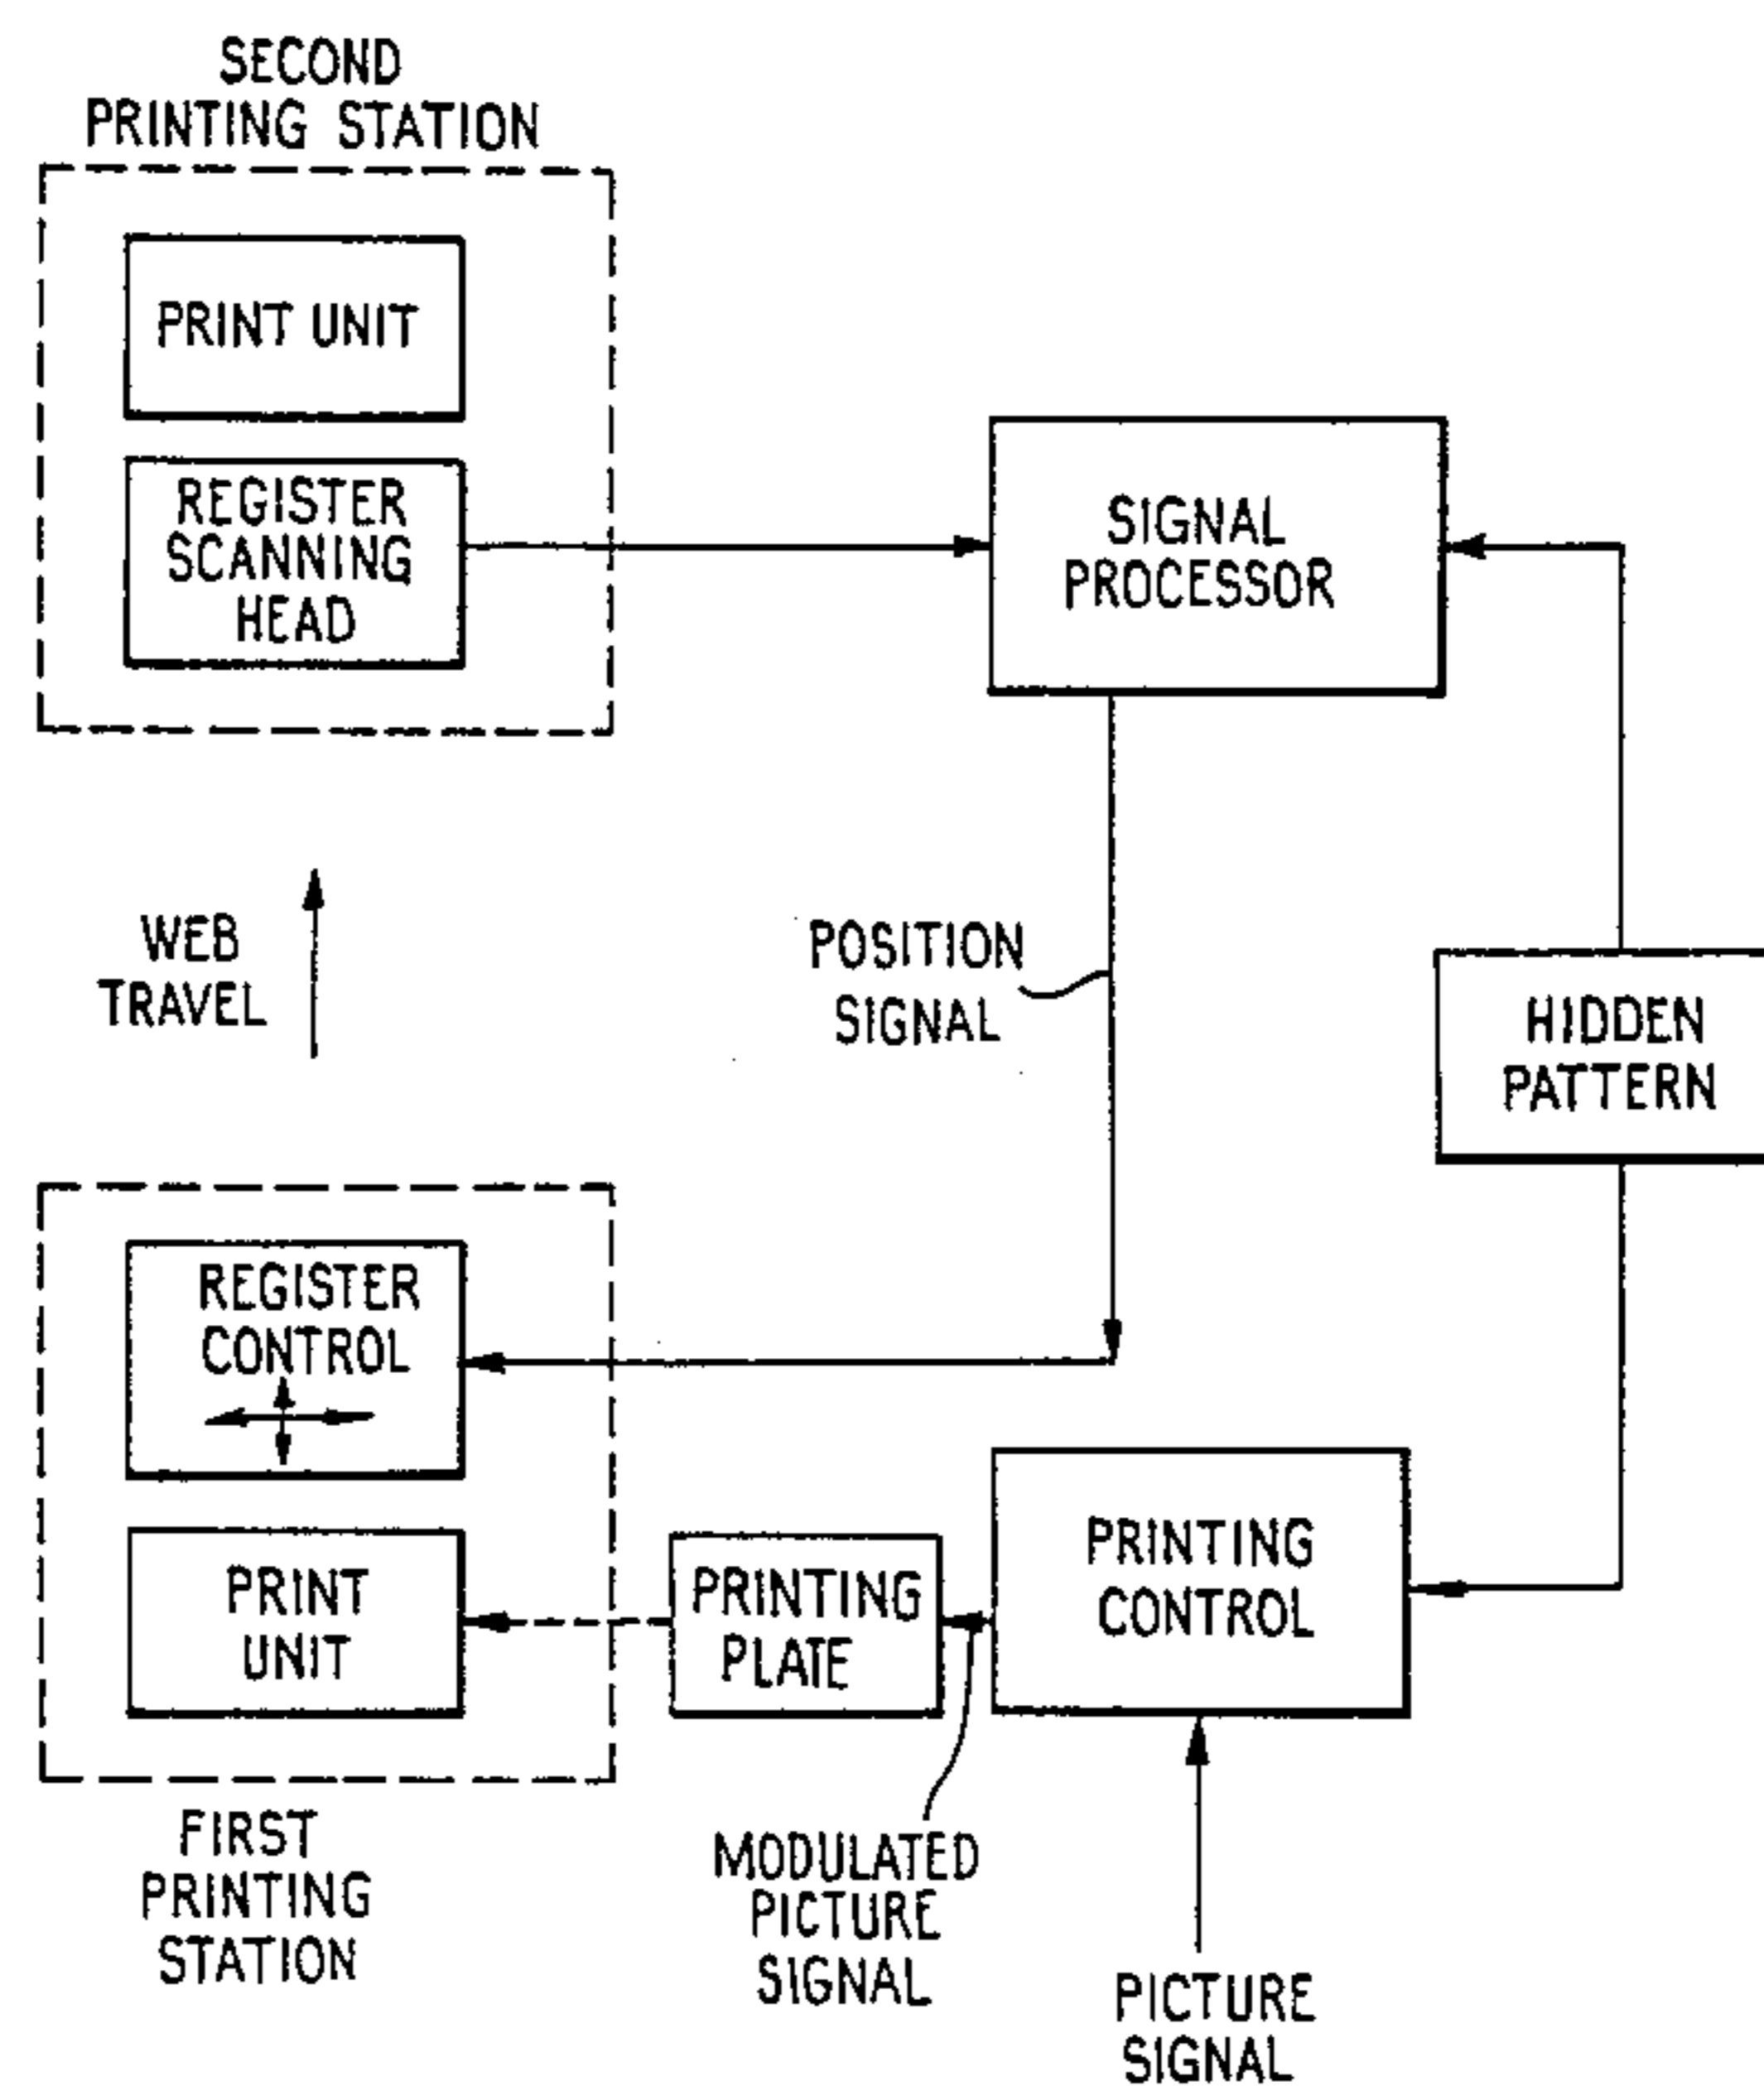 SECOND
PRINTING STATION
PRINT UNIT
REGISTER
SCANNING
HEAD
SIGNAL
PROCESSOR
WEB
TRAVEL
POSITION
SIGNAL
HIDDEN
PATTERN
REGISTER
CONTROL
PRINT
UNIT
PRINTING
PLATE
PRINTING
CONTROL
FIRST
PRINTING
STATION
MODULATED
PICTURE
SIGNAL
PICTURE
SIGNAL